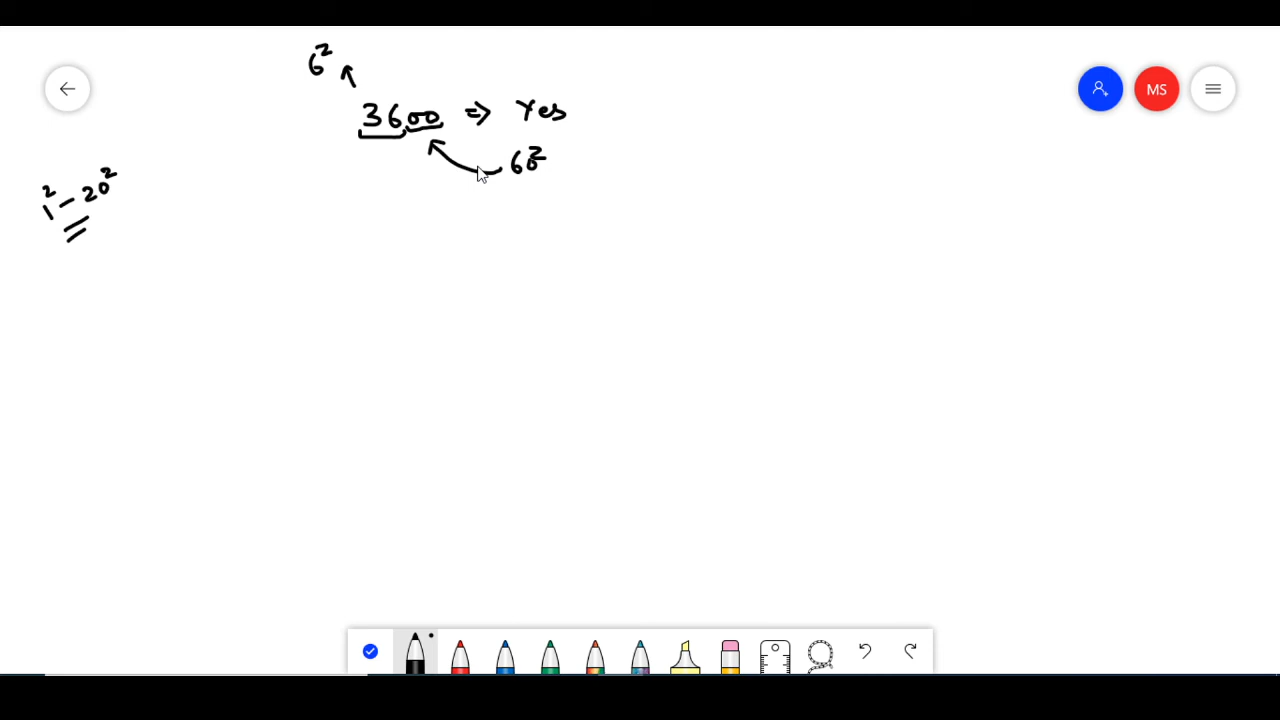 6²
3600 => Yes
60²
1² - 20²
MS